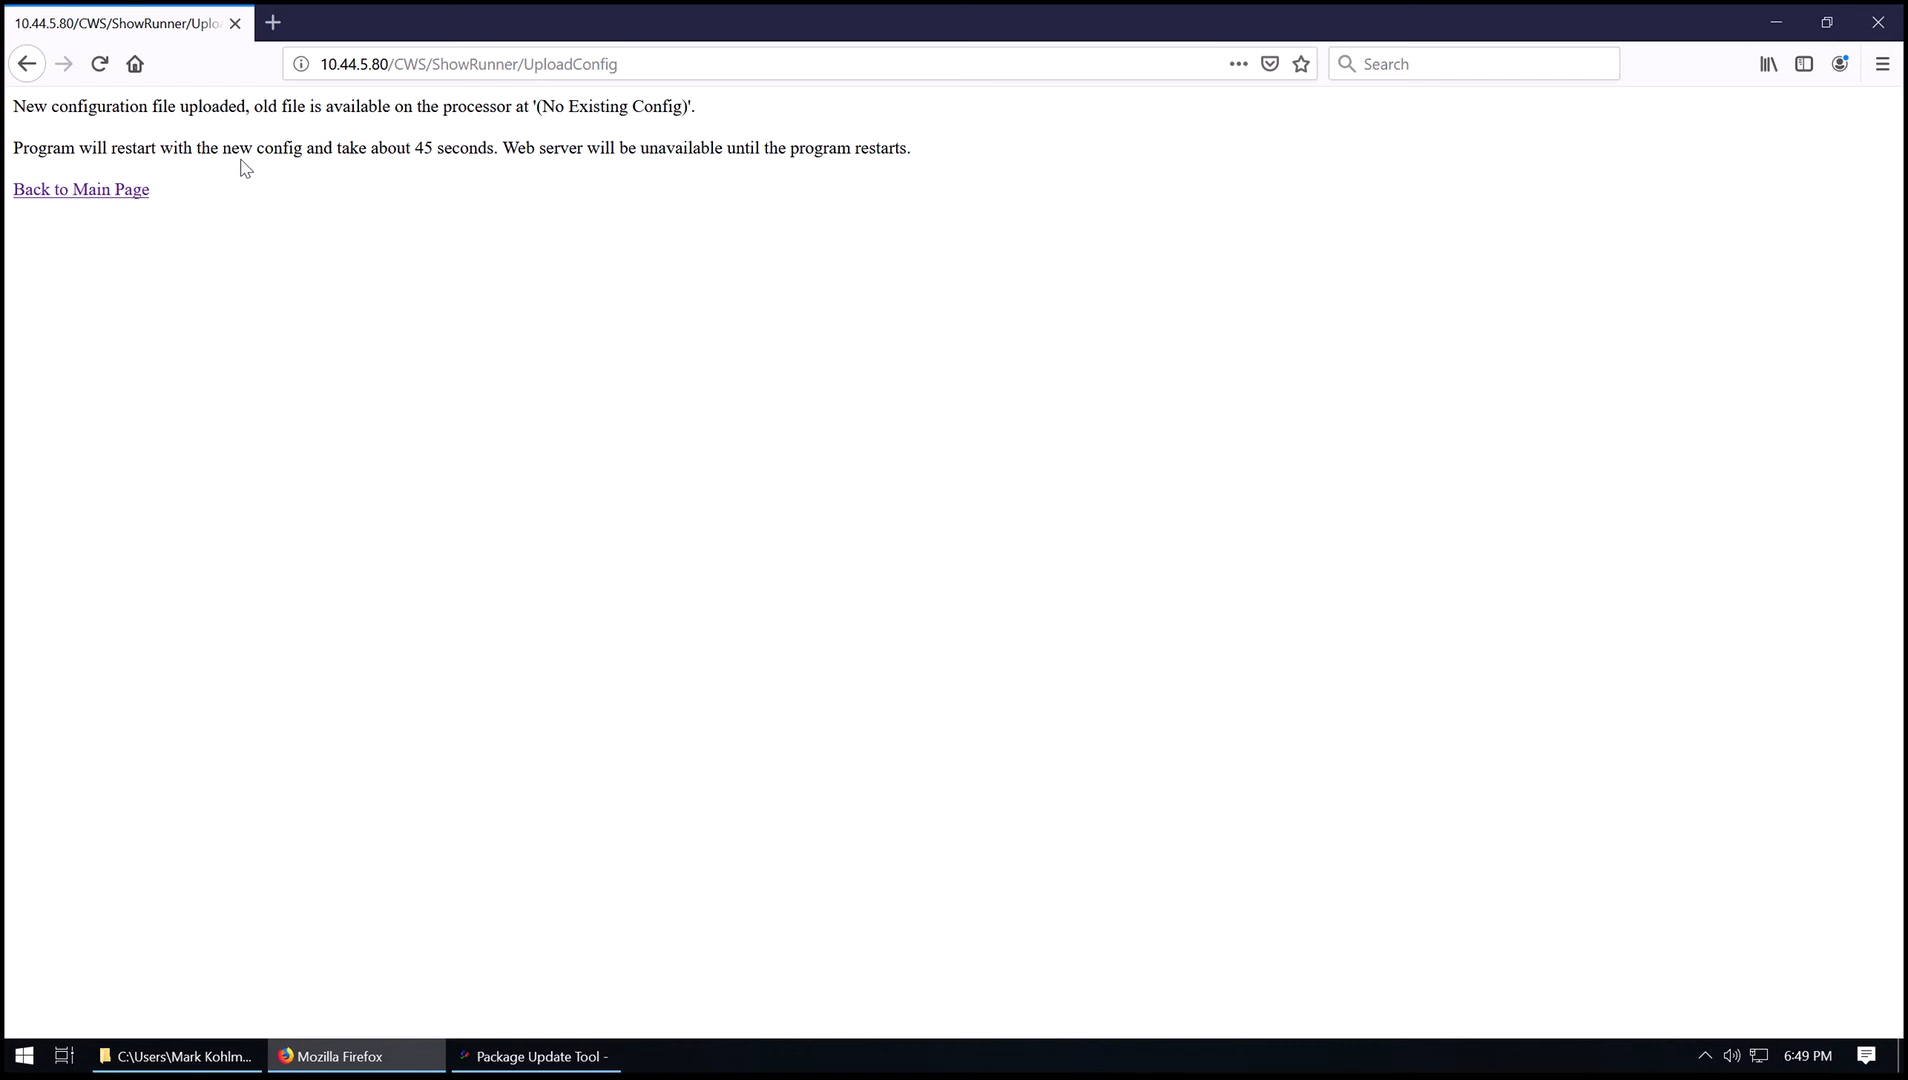 10.44.5.80/CWS/ShowRunner/Uplo
10.44.5.80/CWS/ShowRunner/UploadConfig
Search
New configuration file uploaded, old file is available on the processor at '(No Existing Config)'.
Program will restart with the new config and take about 45 seconds. Web server will be unavailable until the program restarts.
Back to Main Page
C:\Users\Mark Kohlm...
Mozilla Firefox
Package Update Tool -
6:49 PM